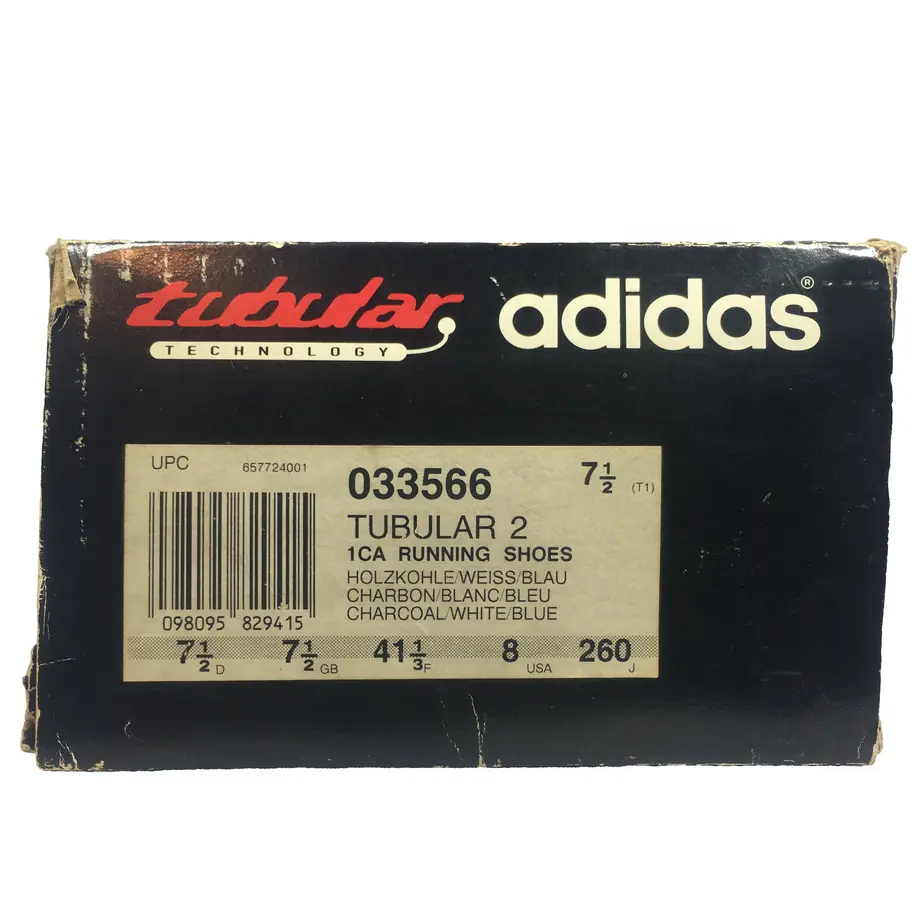 tubular
TECHNOLOGY
adidas®
UPC 657724001
033566 7½ (T1)
TUBULAR 2
1CA RUNNING SHOES
HOLZKOHLE/WEISS/BLAU
CHARBON/BLANC/BLEU
CHARCOAL/WHITE/BLUE
098095 829415
7½ D 7½ GB 41⅓ F 8 USA 260 J